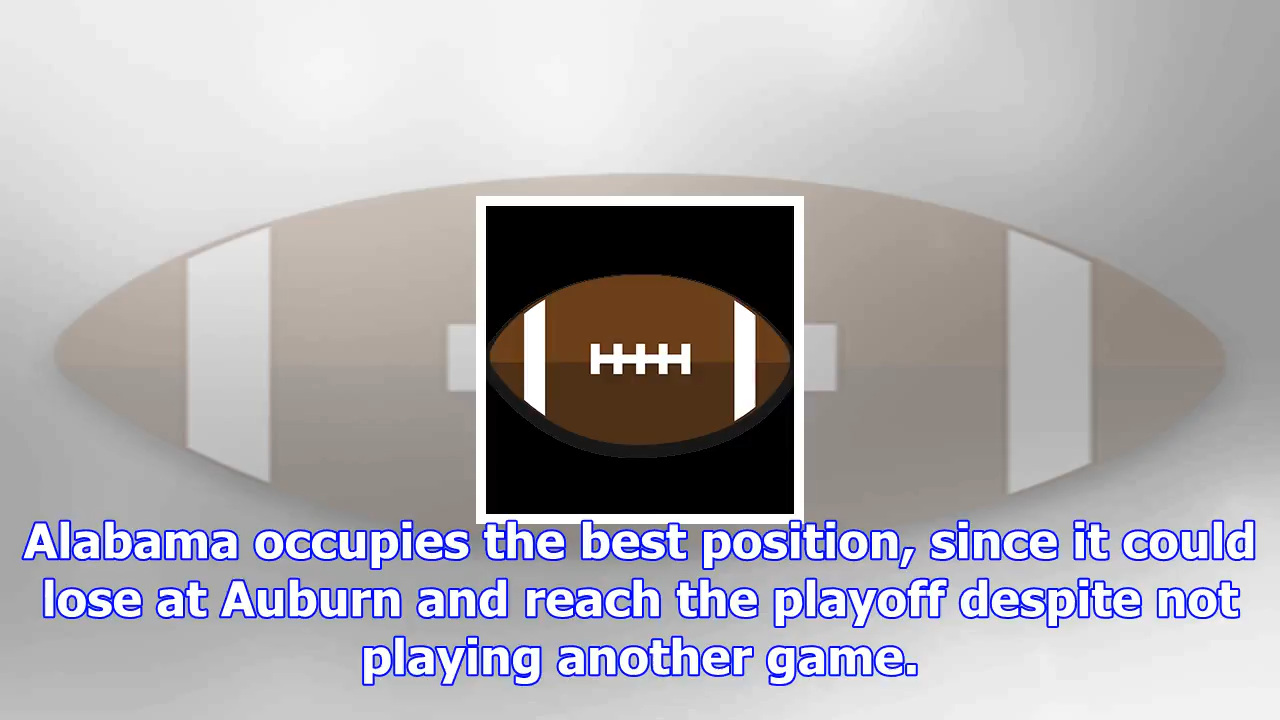 Alabama occupies the best position, since it could
lose at Auburn and reach the playoff despite not
playing another game.